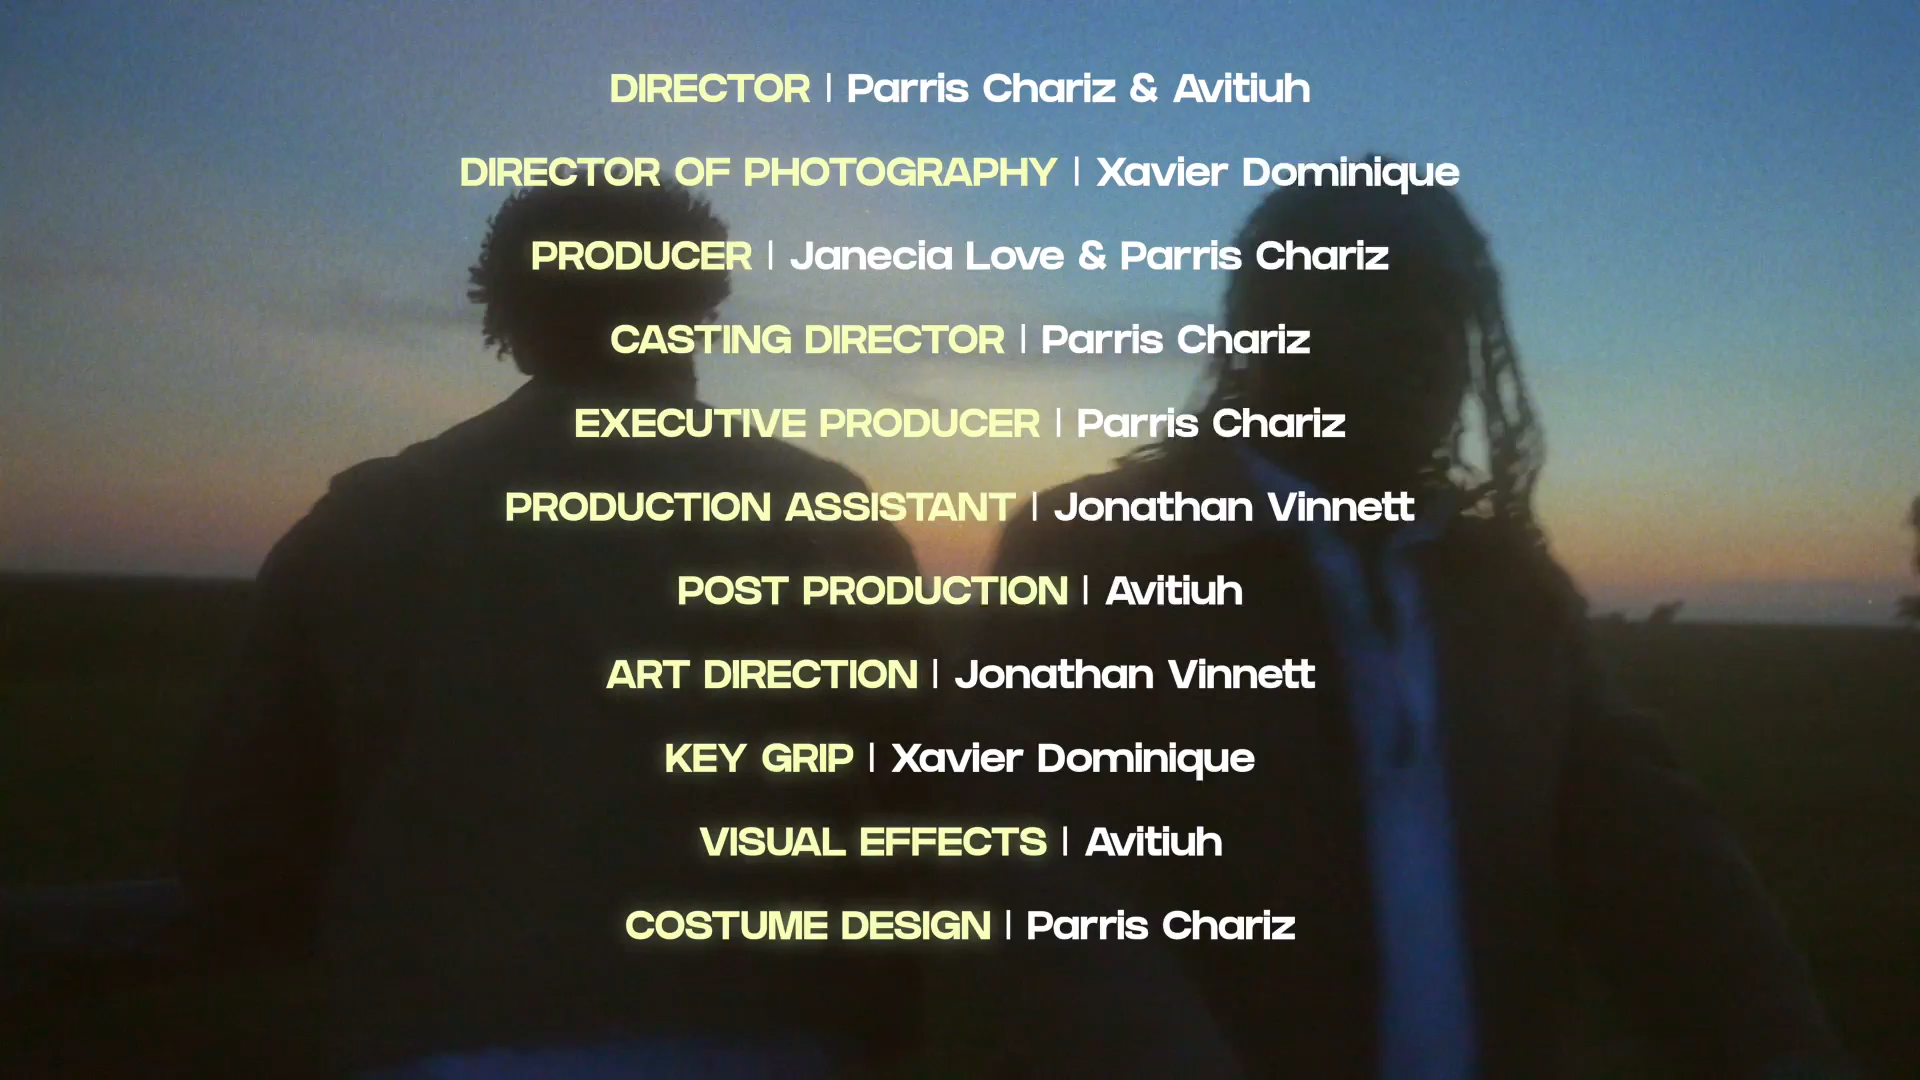 DIRECTOR | Parris Chariz & Avitiuh
DIRECTOR OF PHOTOGRAPHY | Xavier Dominique
PRODUCER | Janecia Love & Parris Chariz
CASTING DIRECTOR | Parris Chariz
EXECUTIVE PRODUCER | Parris Chariz
PRODUCTION ASSISTANT | Jonathan Vinnett
POST PRODUCTION | Avitiuh
ART DIRECTION | Jonathan Vinnett
KEY GRIP | Xavier Dominique
VISUAL EFFECTS | Avitiuh
COSTUME DESIGN | Parris Chariz